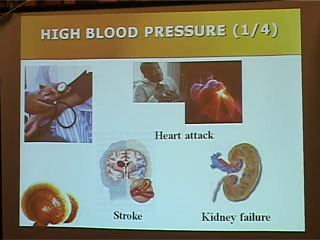 HIGH BLOOD PRESSURE (1/4)
Heart attack
Stroke
Kidney failure